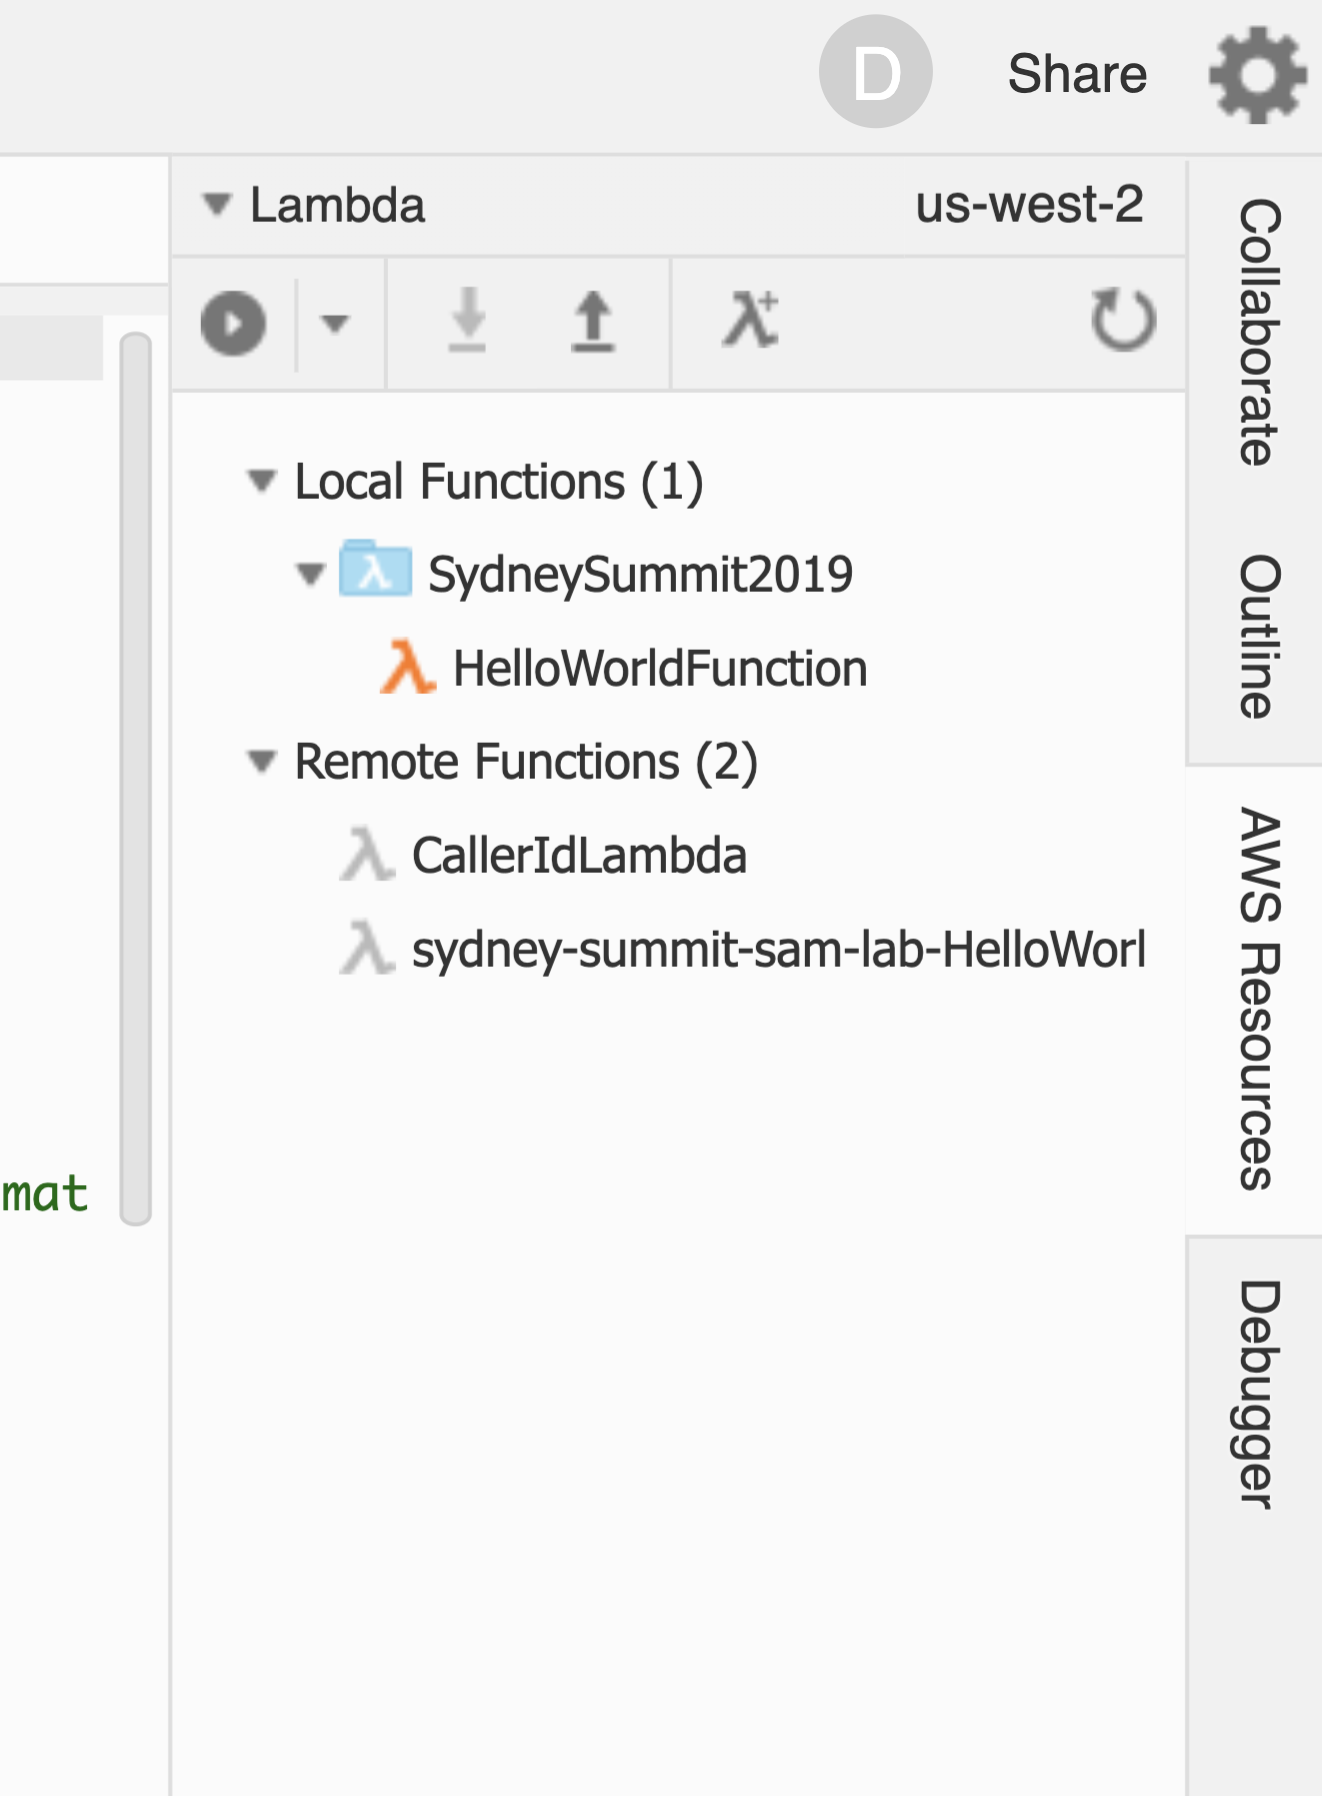 D Share
Lambda us-west-2
Local Functions (1)
SydneySummit2019
HelloWorldFunction
Remote Functions (2)
CallerIdLambda
sydney-summit-sam-lab-HelloWorl
mat
Collaborate
Outline
AWS Resources
Debugger